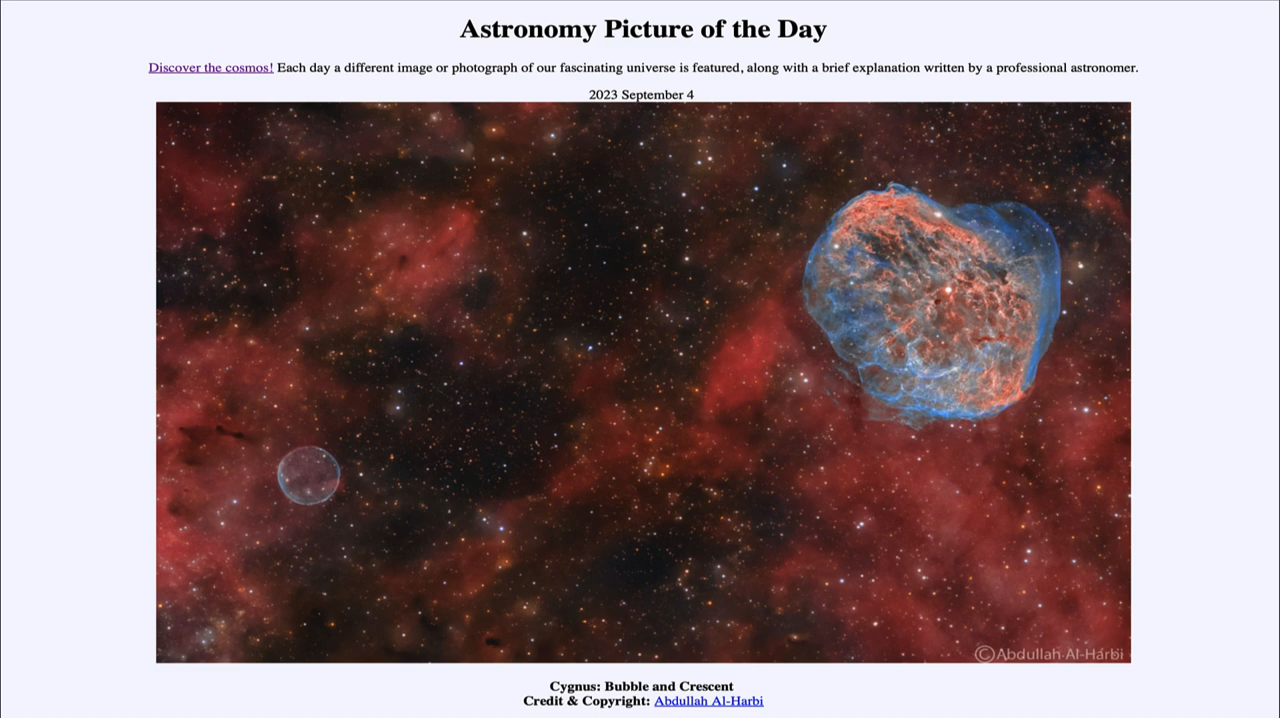 Astronomy Picture of the Day
Discover the cosmos! Each day a different image or photograph of our fascinating universe is featured, along with a brief explanation written by a professional astronomer.
2023 September 4
©Abdullah Al-Harbi
Cygnus: Bubble and Crescent
Credit & Copyright: Abdullah Al-Harbi